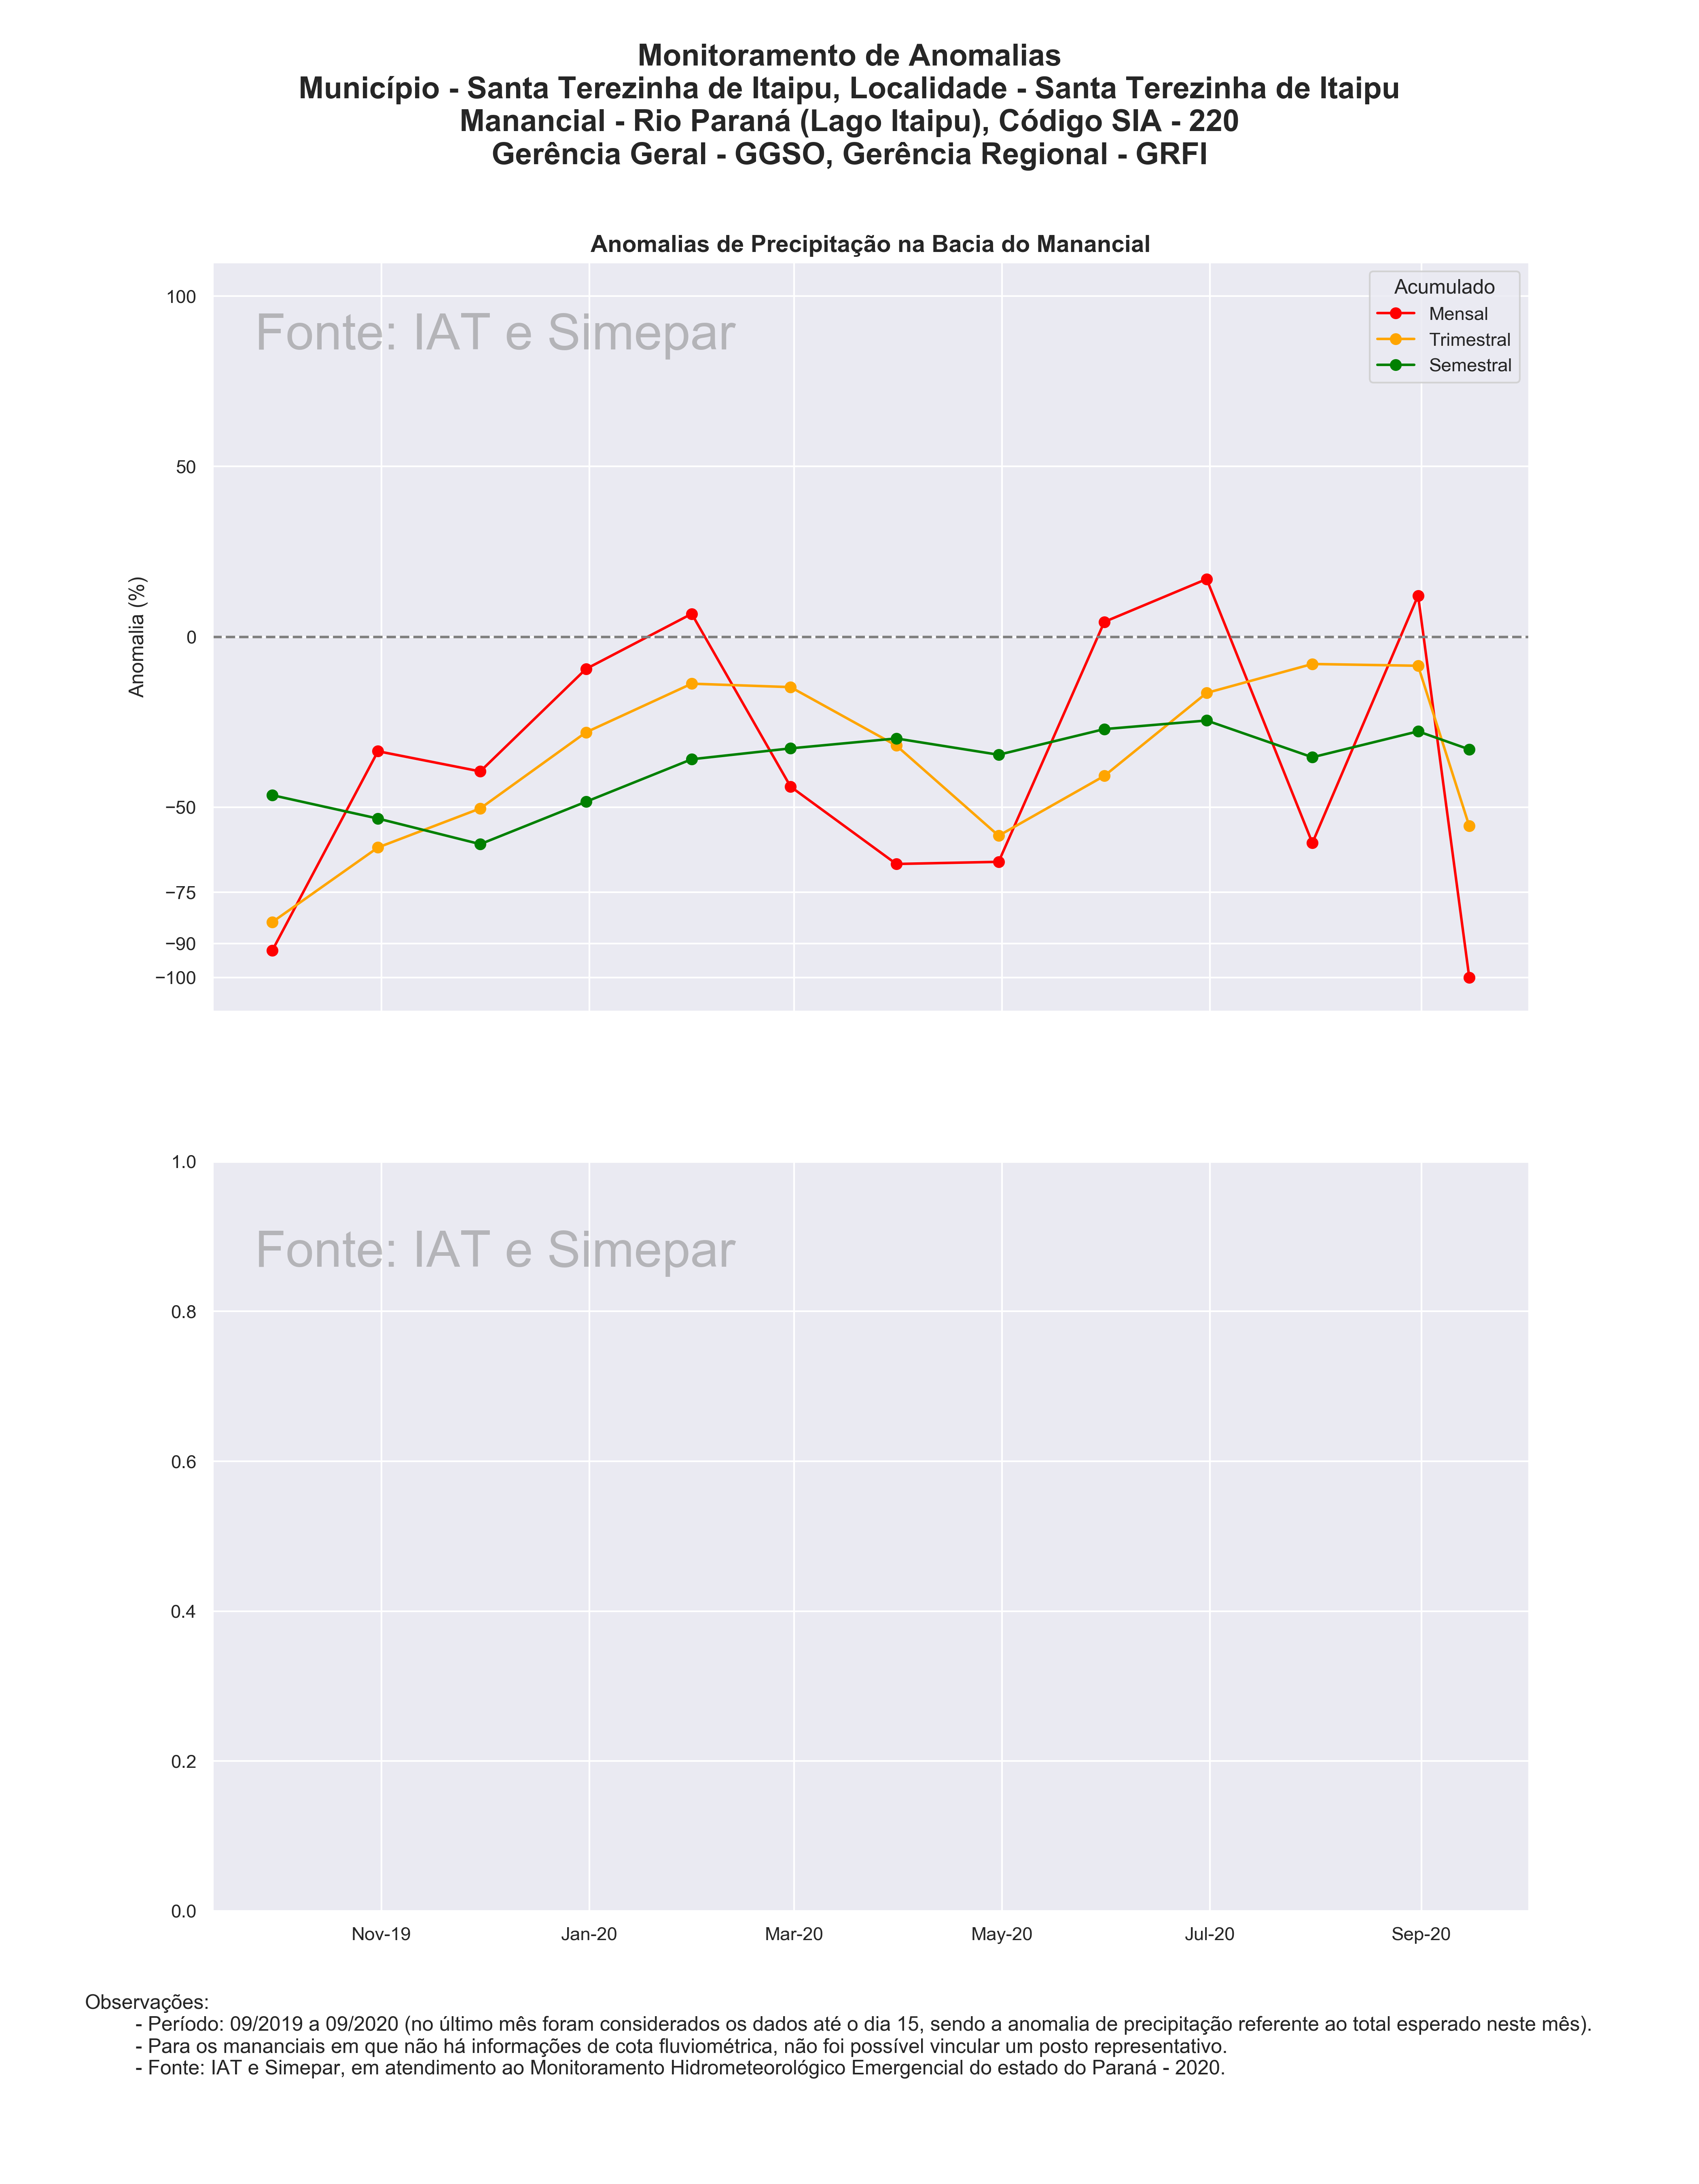 Monitoramento de Anomalias
Município - Santa Terezinha de Itaipu, Localidade - Santa Terezinha de Itaipu
Manancial - Rio Paraná (Lago Itaipu), Código SIA - 220
Gerência Geral - GGSO, Gerência Regional - GRFI
Anomalias de Precipitação na Bacia do Manancial
Fonte: IAT e Simepar
Acumulado
Mensal
Trimestral
Semestral
Anomalia (%)
100
50
0
−50
−75
−90
−100
Fonte: IAT e Simepar
1.0
0.8
0.6
0.4
0.2
0.0
Nov-19 Jan-20 Mar-20 May-20 Jul-20 Sep-20
Observações:
- Período: 09/2019 a 09/2020 (no último mês foram considerados os dados até o dia 15, sendo a anomalia de precipitação referente ao total esperado neste mês).
- Para os mananciais em que não há informações de cota fluviométrica, não foi possível vincular um posto representativo.
- Fonte: IAT e Simepar, em atendimento ao Monitoramento Hidrometeorológico Emergencial do estado do Paraná - 2020.